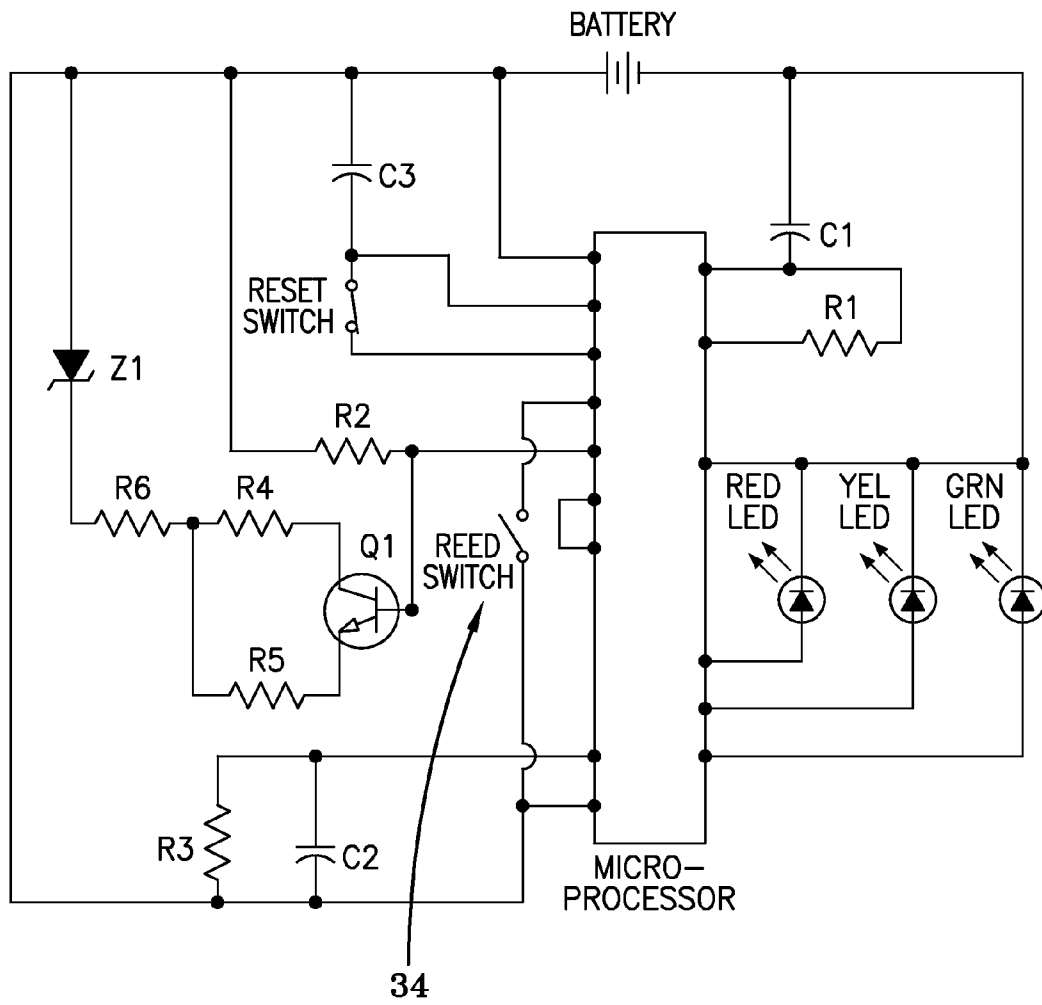 BATTERY
C3
C1
RESET
SWITCH
R1
Z1
R2
R6
R4
RED
LED
YEL
LED
GRN
LED
Q1
REED
SWITCH
R5
R3
C2
MICRO-
PROCESSOR
34